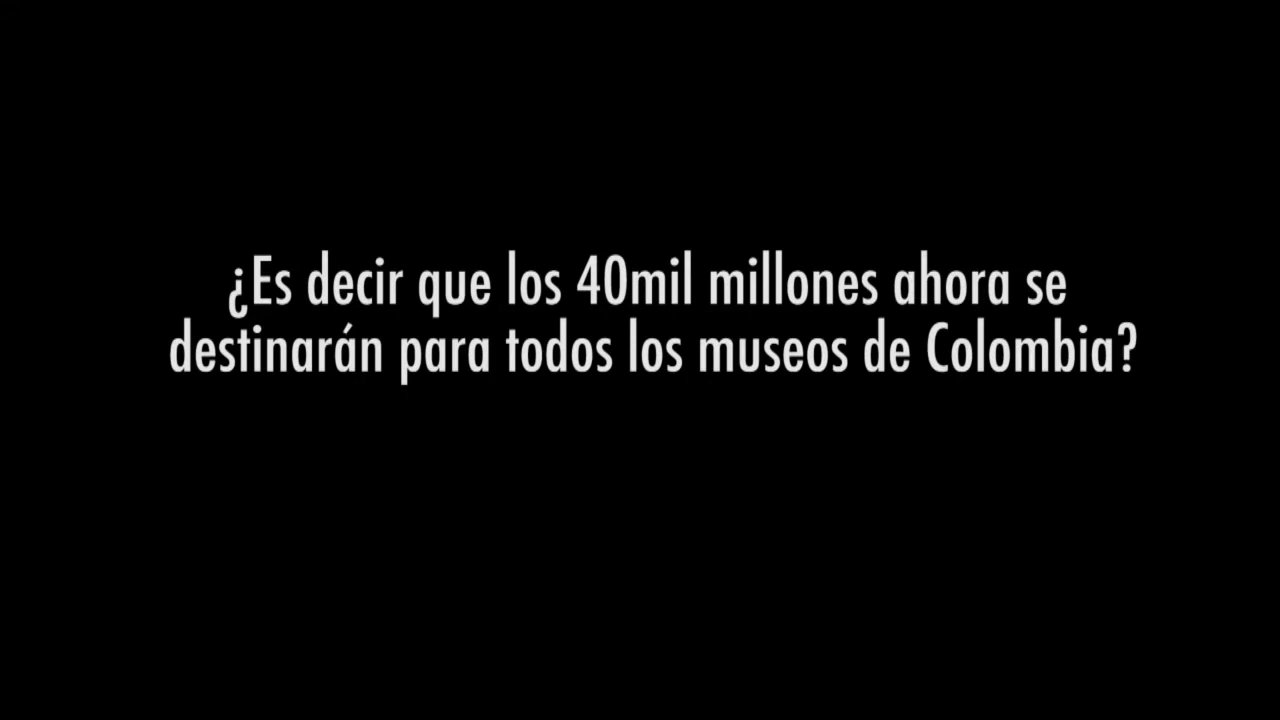 ¿Es decir que los 40mil millones ahora se
destinarán para todos los museos de Colombia?